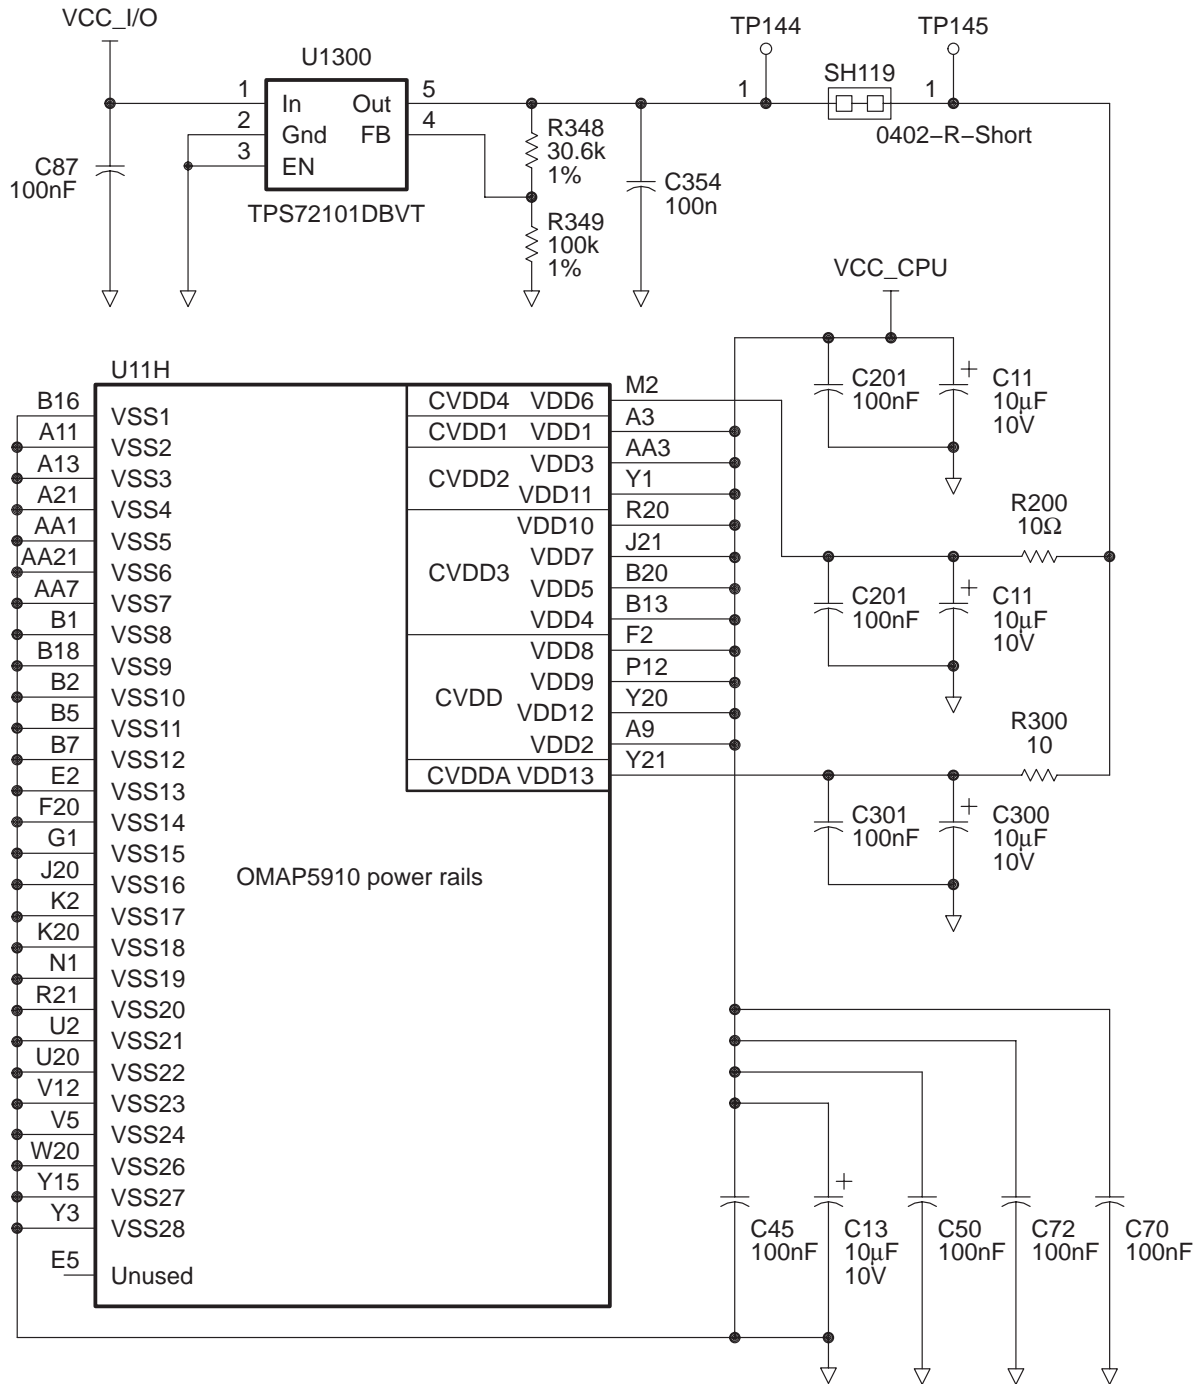 VCC_I/O
TP144
TP145
U1300
SH119
1
In
Out
5
1
1
2
Gnd
FB
4
3
EN
0402–R–Short
C87
100nF
TPS72101DBVT
R348
30.6k
1%
R349
100k
1%
C354
100n
VCC_CPU
C201
100nF
+
C11
10μF
10V
U11H
B16
VSS1
A11
VSS2
A13
VSS3
A21
VSS4
AA1
VSS5
AA21
VSS6
AA7
VSS7
B1
VSS8
B18
VSS9
B2
VSS10
B5
VSS11
B7
VSS12
E2
VSS13
F20
VSS14
G1
VSS15
J20
VSS16
K2
VSS17
K20
VSS18
N1
VSS19
R21
VSS20
U2
VSS21
U20
VSS22
V12
VSS23
V5
VSS24
W20
VSS26
Y15
VSS27
Y3
VSS28
E5
Unused
OMAP5910 power rails
CVDD4
VDD6
M2
CVDD1
VDD1
A3
CVDD2
VDD3
AA3
VDD11
Y1
CVDD3
VDD10
R20
VDD7
J21
VDD5
B20
VDD4
B13
CVDD
VDD8
F2
VDD9
P12
VDD12
Y20
VDD2
A9
CVDDA
VDD13
Y21
R200
10Ω
C201
100nF
+
C11
10μF
10V
R300
10
C301
100nF
+
C300
10μF
10V
C45
100nF
+
C13
10μF
10V
C50
100nF
C72
100nF
C70
100nF